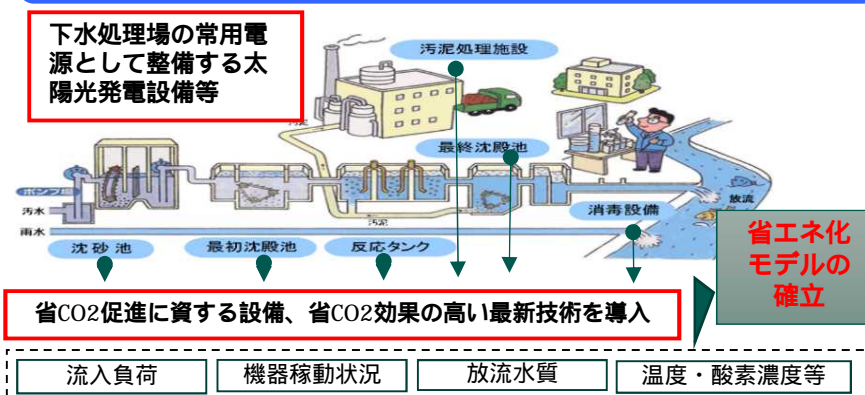 下水処理場の常用電
源として整備する太
陽光発電設備等
汚泥処理施設
汚泥
最終沈殿池
ポンプ
汚水
雨水
汚泥
消毒設備
放流
沈砂池
最初沈殿池
反応タンク
省エネ化
モデルの
確立
省CO2促進に資する設備、省CO2効果の高い最新技術を導入
流入負荷
機器稼動状況
放流水質
温度・酸素濃度等